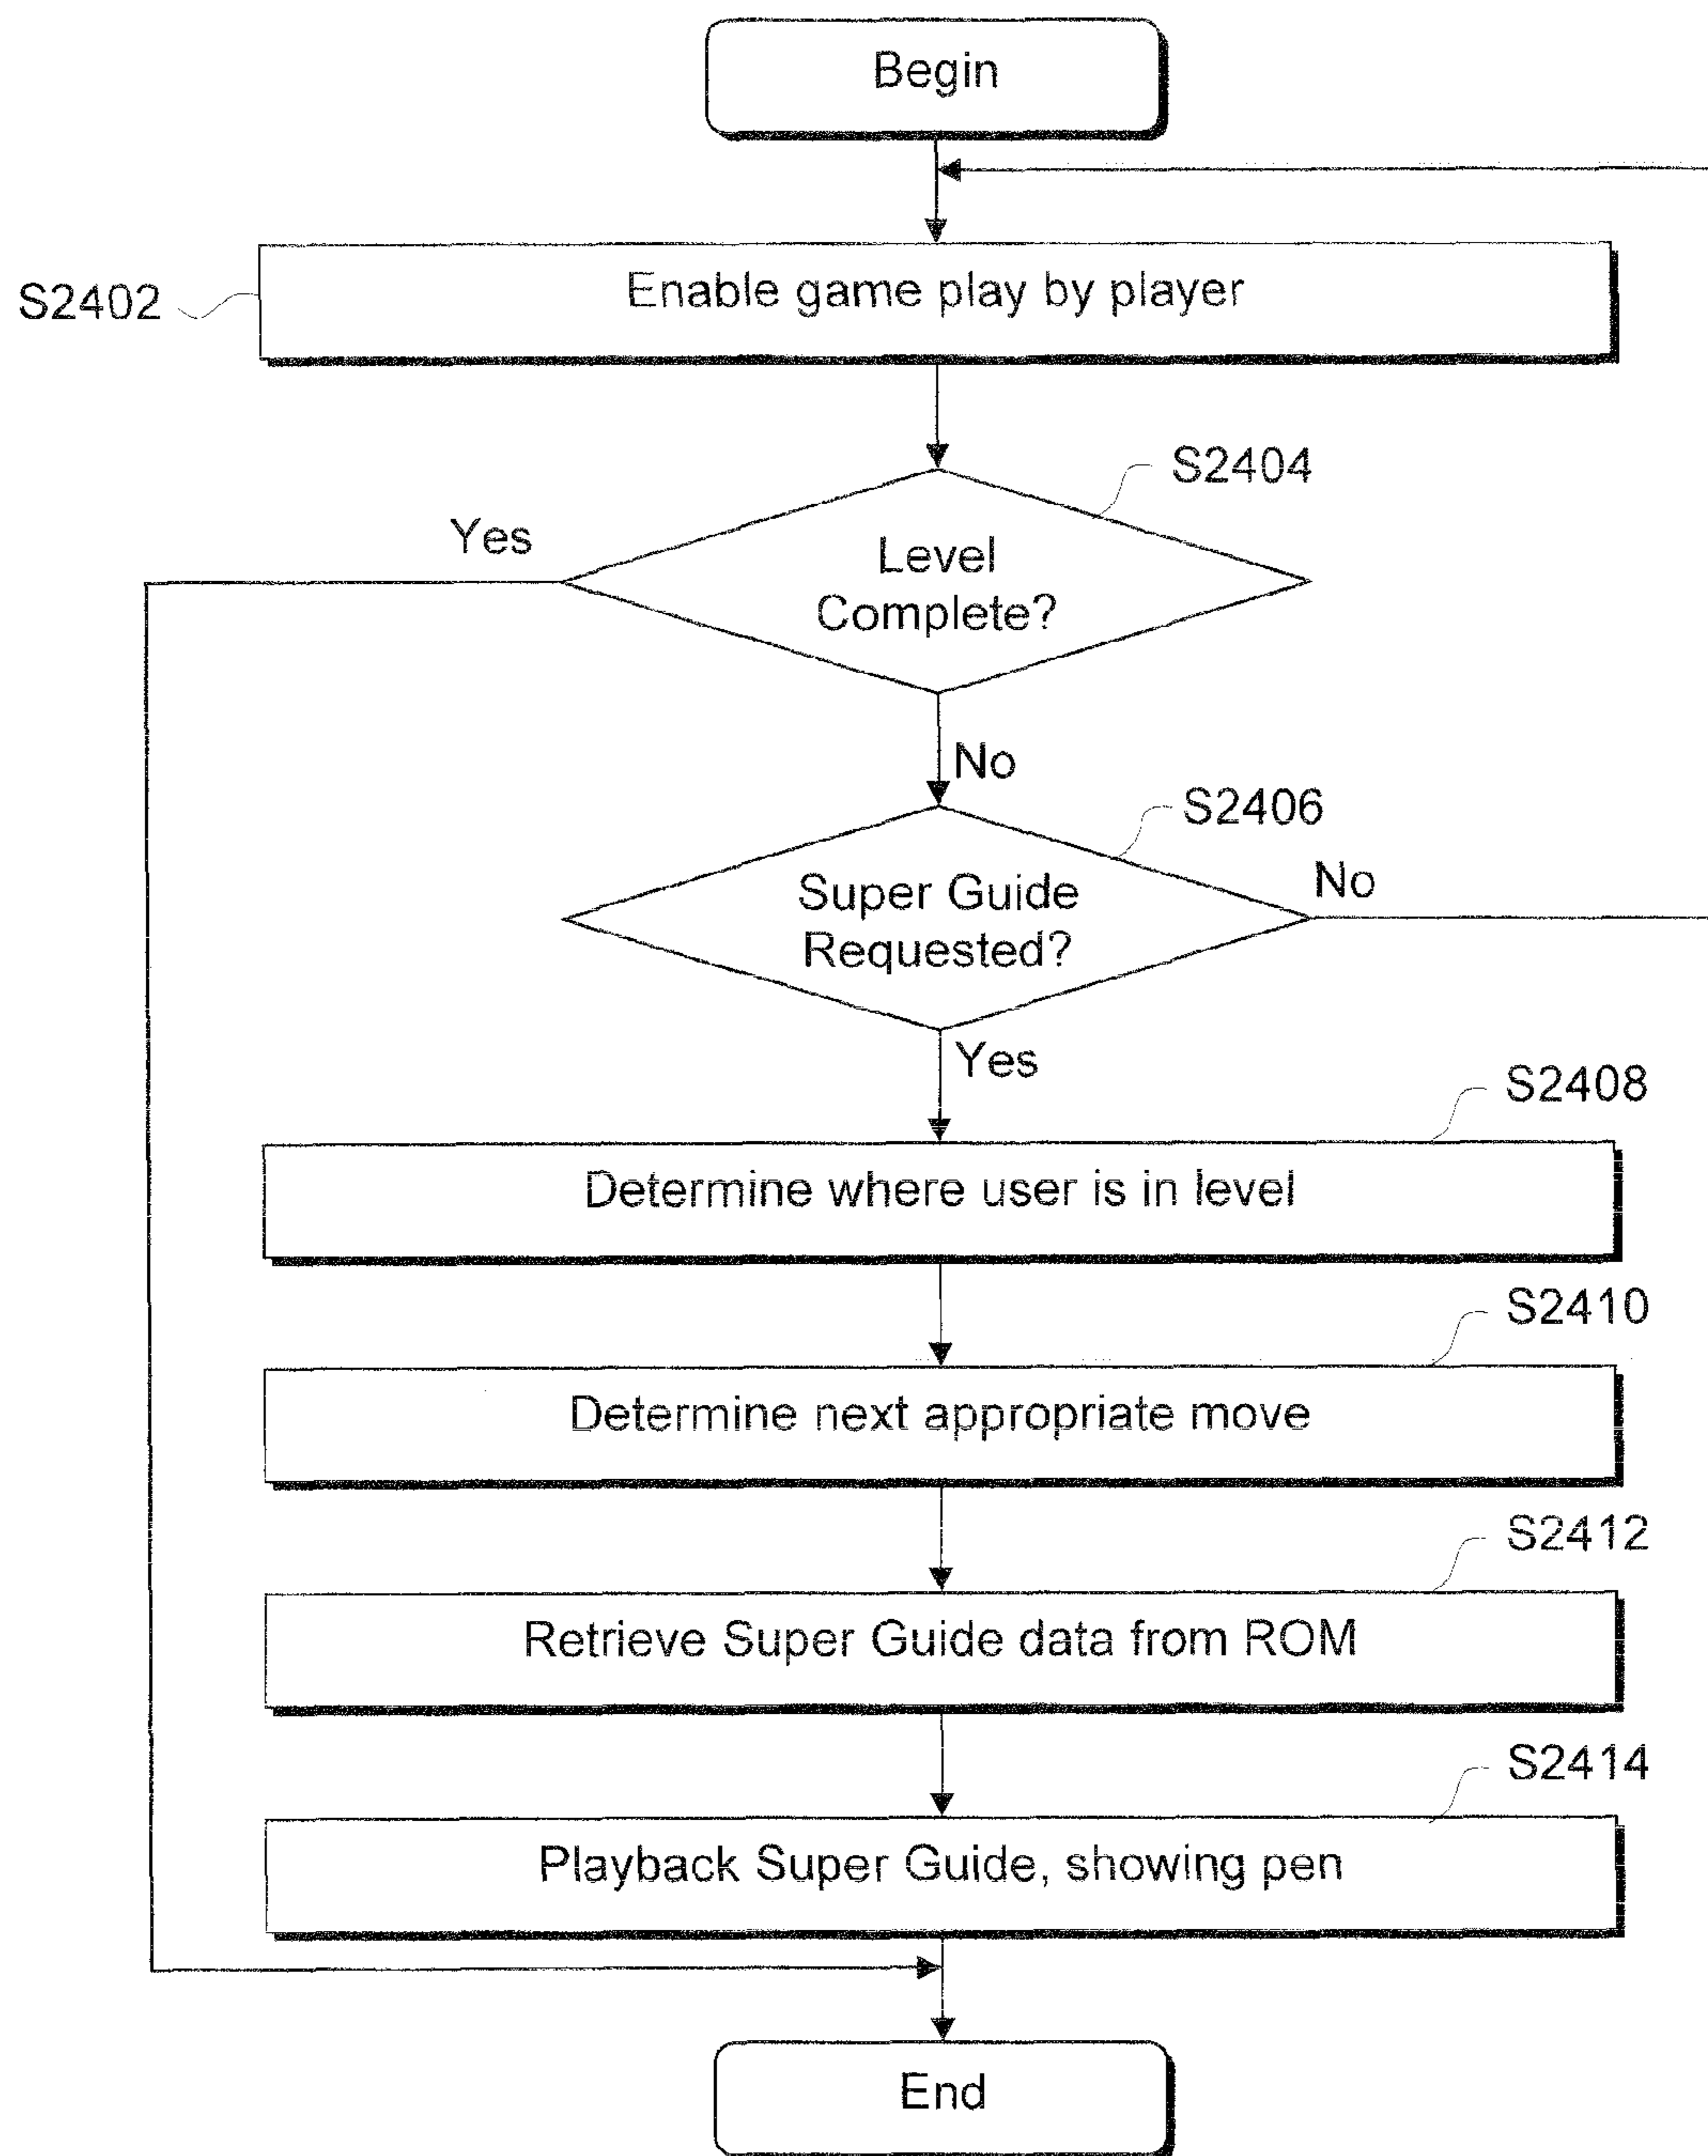 Begin
S2402
Enable game play by player
S2404
Yes
Level
Complete?
No
S2406
Super Guide
Requested?
No
Yes
S2408
Determine where user is in level
S2410
Determine next appropriate move
S2412
Retrieve Super Guide data from ROM
S2414
Playback Super Guide, showing pen
End